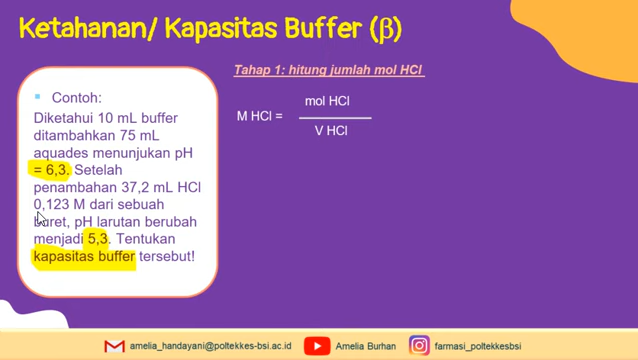 Ketahanan/ Kapasitas Buffer (β)
Tahap 1: hitung jumlah mol HCl
Contoh:
Diketahui 10 mL buffer
ditambahkan 75 mL
aquades menunjukan pH
= 6,3. Setelah
penambahan 37,2 mL HCl
0,123 M dari sebuah
buret, pH larutan berubah
menjadi 5,3. Tentukan
kapasitas buffer tersebut!
mol HCl
M HCl =
V HCl
amelia_handayani@poltekkes-bsi.ac.id
Amelia Burhan
farmasi_poltekkesbsi